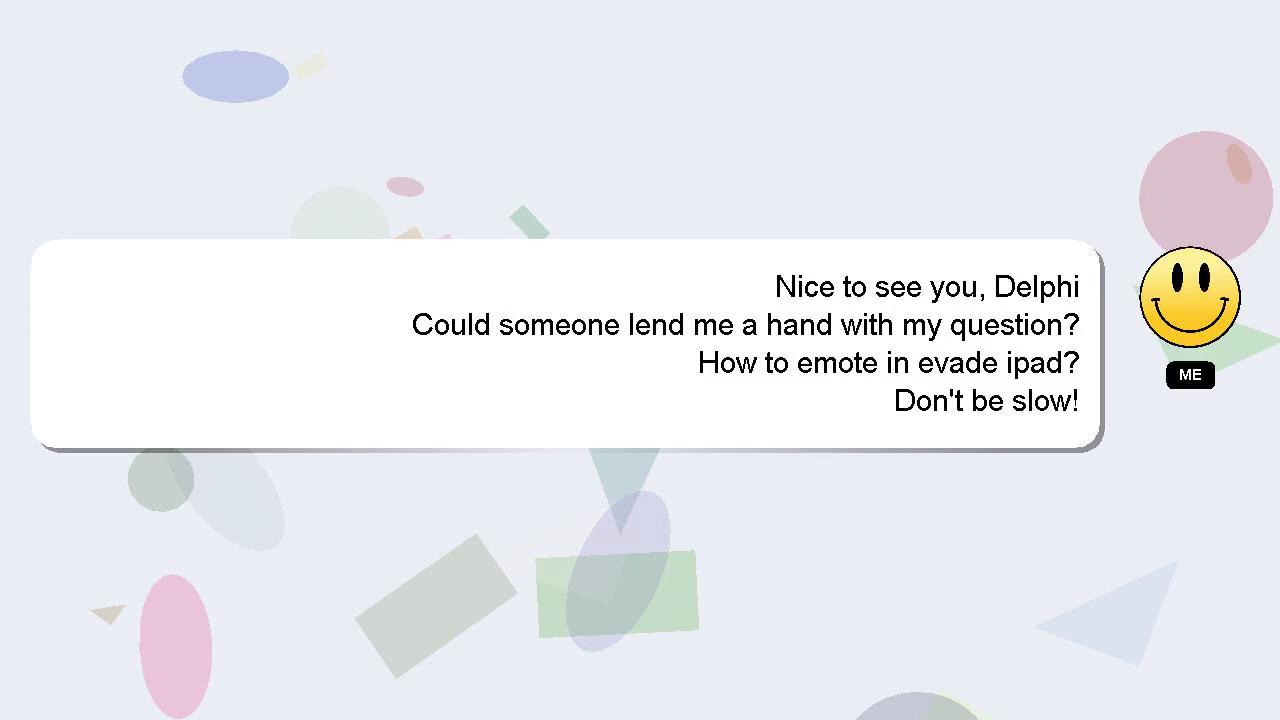 Nice to see you, Delphi
Could someone lend me a hand with my question?
How to emote in evade ipad?
Don't be slow!
ME